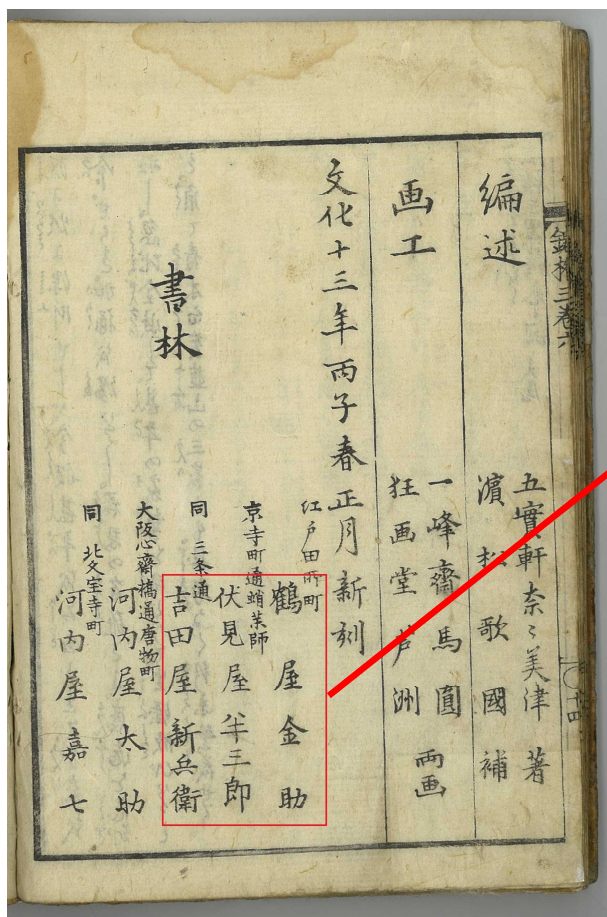 編述
五實軒奈〻美津 著
濱松歌國 補
画工
一峰齋馬圓
狂画堂芦洲 両画
文化十三年丙子春正月新刻
書林
江戸田所町
鶴屋金助
京寺町通蛸薬師
伏見屋半三郎
同 三条通
吉田屋新兵衛
大阪心齋橋通唐物町
河内屋太助
同 北久宝寺町
河内屋嘉七